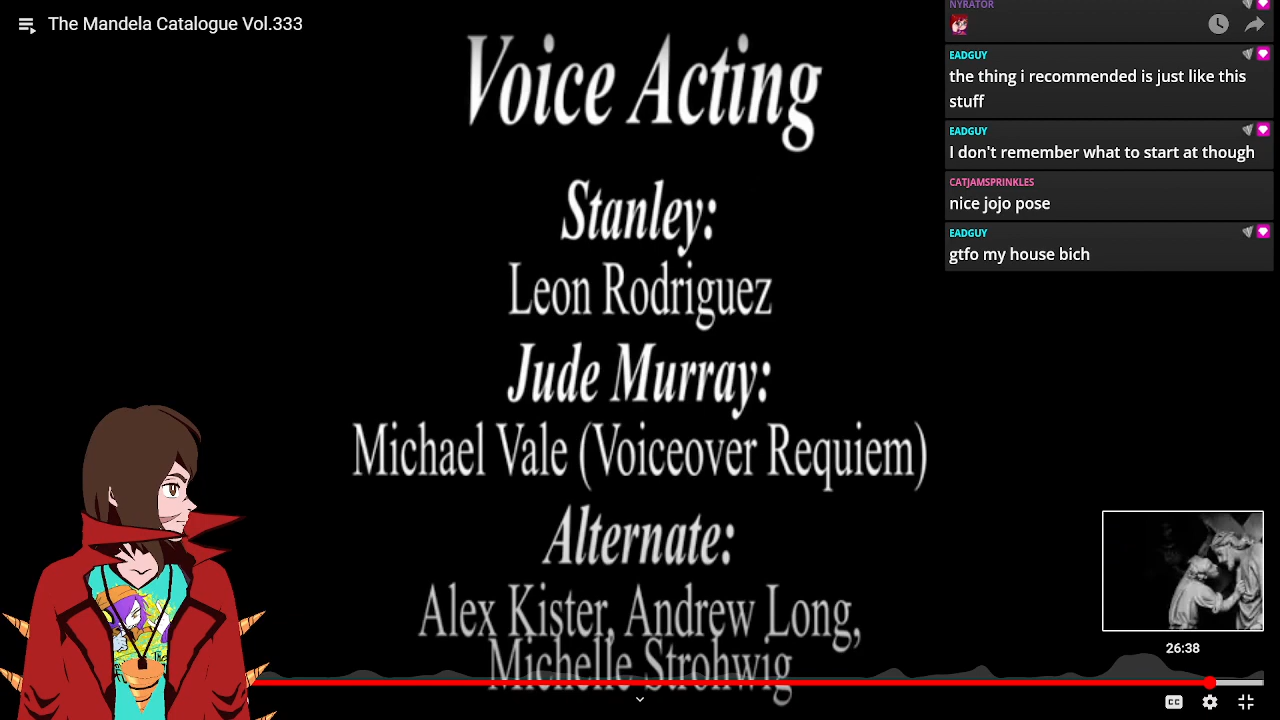 The Mandela Catalogue Vol.333
Voice Acting
Stanley:
Leon Rodriguez
Jude Murray:
Michael Vale (Voiceover Requiem)
Alternate:
Alex Kister, Andrew Long,
Michelle Strohwig
NYRATOR
EADGUY
the thing i recommended is just like this
stuff
EADGUY
I don't remember what to start at though
CATJAMSPRINKLES
nice jojo pose
EADGUY
gtfo my house bich
26:38
CC